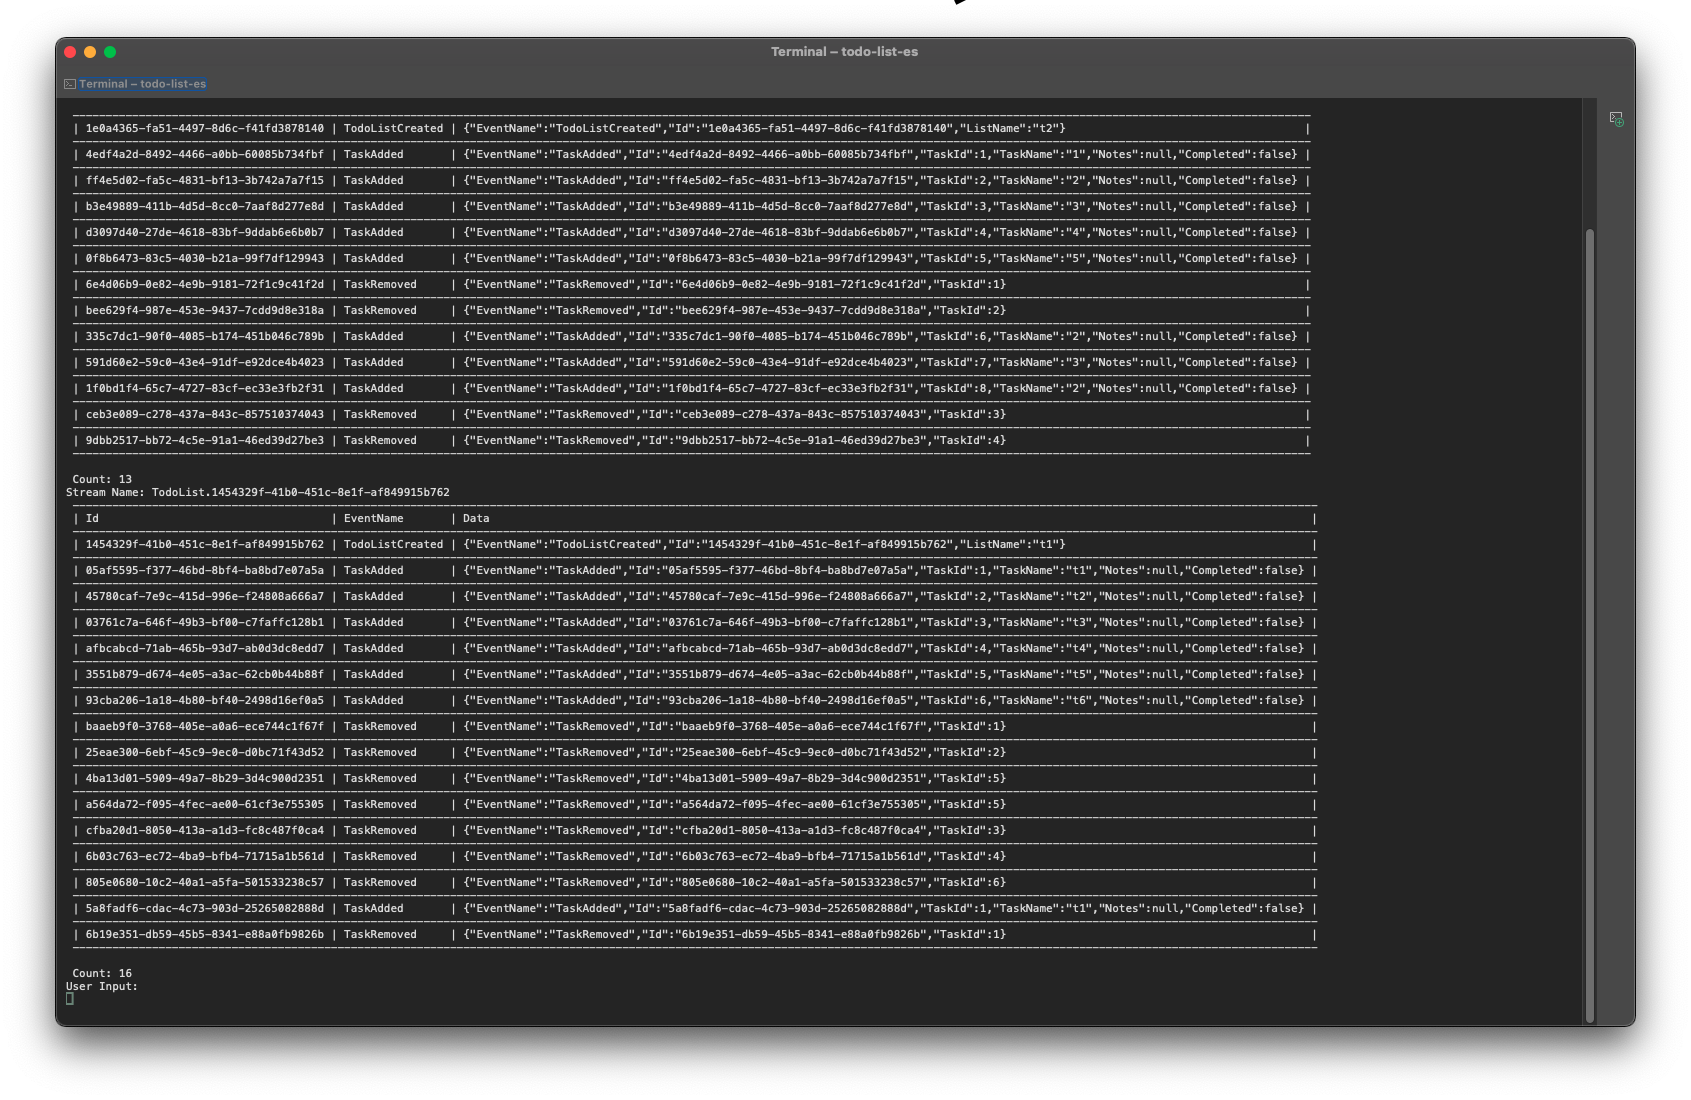 Terminal – todo-list-es
Terminal – todo-list-es
| 1e0a4365-fa51-4497-8d6c-f41fd3878140 | TodoListCreated | {"EventName":"TodoListCreated","Id":"1e0a4365-fa51-4497-8d6c-f41fd3878140","ListName":"t2"} |
| 4edf4a2d-8492-4466-a0bb-60085b734fbf | TaskAdded | {"EventName":"TaskAdded","Id":"4edf4a2d-8492-4466-a0bb-60085b734fbf","TaskId":1,"TaskName":"1","Notes":null,"Completed":false} |
| ff4e5d02-fa5c-4831-bf13-3b742a7a7f15 | TaskAdded | {"EventName":"TaskAdded","Id":"ff4e5d02-fa5c-4831-bf13-3b742a7a7f15","TaskId":2,"TaskName":"2","Notes":null,"Completed":false} |
| b3e49889-411b-4d5d-8cc0-7aaf8d277e8d | TaskAdded | {"EventName":"TaskAdded","Id":"b3e49889-411b-4d5d-8cc0-7aaf8d277e8d","TaskId":3,"TaskName":"3","Notes":null,"Completed":false} |
| d3097d40-27de-4618-83bf-9ddab6e6b0b7 | TaskAdded | {"EventName":"TaskAdded","Id":"d3097d40-27de-4618-83bf-9ddab6e6b0b7","TaskId":4,"TaskName":"4","Notes":null,"Completed":false} |
| 0f8b6473-83c5-4030-b21a-99f7df129943 | TaskAdded | {"EventName":"TaskAdded","Id":"0f8b6473-83c5-4030-b21a-99f7df129943","TaskId":5,"TaskName":"5","Notes":null,"Completed":false} |
| 6e4d06b9-0e82-4e9b-9181-72f1c9c41f2d | TaskRemoved | {"EventName":"TaskRemoved","Id":"6e4d06b9-0e82-4e9b-9181-72f1c9c41f2d","TaskId":1} |
| bee629f4-987e-453e-9437-7cdd9d8e318a | TaskRemoved | {"EventName":"TaskRemoved","Id":"bee629f4-987e-453e-9437-7cdd9d8e318a","TaskId":2} |
| 335c7dc1-90f0-4085-b174-451b046c789b | TaskAdded | {"EventName":"TaskAdded","Id":"335c7dc1-90f0-4085-b174-451b046c789b","TaskId":6,"TaskName":"2","Notes":null,"Completed":false} |
| 591d60e2-59c0-43e4-91df-e92dce4b4023 | TaskAdded | {"EventName":"TaskAdded","Id":"591d60e2-59c0-43e4-91df-e92dce4b4023","TaskId":7,"TaskName":"3","Notes":null,"Completed":false} |
| 1f0bd1f4-65c7-4727-83cf-ec33e3fb2f31 | TaskAdded | {"EventName":"TaskAdded","Id":"1f0bd1f4-65c7-4727-83cf-ec33e3fb2f31","TaskId":8,"TaskName":"2","Notes":null,"Completed":false} |
| ceb3e089-c278-437a-843c-857510374043 | TaskRemoved | {"EventName":"TaskRemoved","Id":"ceb3e089-c278-437a-843c-857510374043","TaskId":3} |
| 9dbb2517-bb72-4c5e-91a1-46ed39d27be3 | TaskRemoved | {"EventName":"TaskRemoved","Id":"9dbb2517-bb72-4c5e-91a1-46ed39d27be3","TaskId":4} |
Count: 13
Stream Name: TodoList.1454329f-41b0-451c-8e1f-af849915b762
| Id | EventName | Data |
| 1454329f-41b0-451c-8e1f-af849915b762 | TodoListCreated | {"EventName":"TodoListCreated","Id":"1454329f-41b0-451c-8e1f-af849915b762","ListName":"t1"} |
| 05af5595-f377-46bd-8bf4-ba8bd7e07a5a | TaskAdded | {"EventName":"TaskAdded","Id":"05af5595-f377-46bd-8bf4-ba8bd7e07a5a","TaskId":1,"TaskName":"t1","Notes":null,"Completed":false} |
| 45780caf-7e9c-415d-996e-f24808a666a7 | TaskAdded | {"EventName":"TaskAdded","Id":"45780caf-7e9c-415d-996e-f24808a666a7","TaskId":2,"TaskName":"t2","Notes":null,"Completed":false} |
| 03761c7a-646f-49b3-bf00-c7faffc128b1 | TaskAdded | {"EventName":"TaskAdded","Id":"03761c7a-646f-49b3-bf00-c7faffc128b1","TaskId":3,"TaskName":"t3","Notes":null,"Completed":false} |
| afbcabcd-71ab-465b-93d7-ab0d3dc8edd7 | TaskAdded | {"EventName":"TaskAdded","Id":"afbcabcd-71ab-465b-93d7-ab0d3dc8edd7","TaskId":4,"TaskName":"t4","Notes":null,"Completed":false} |
| 3551b879-d674-4e05-a3ac-62cb0b44b88f | TaskAdded | {"EventName":"TaskAdded","Id":"3551b879-d674-4e05-a3ac-62cb0b44b88f","TaskId":5,"TaskName":"t5","Notes":null,"Completed":false} |
| 93cba206-1a18-4b80-bf40-2498d16ef0a5 | TaskAdded | {"EventName":"TaskAdded","Id":"93cba206-1a18-4b80-bf40-2498d16ef0a5","TaskId":6,"TaskName":"t6","Notes":null,"Completed":false} |
| baaeb9f0-3768-405e-a0a6-ece744c1f67f | TaskRemoved | {"EventName":"TaskRemoved","Id":"baaeb9f0-3768-405e-a0a6-ece744c1f67f","TaskId":1} |
| 25eae300-6ebf-45c9-9ec0-d0bc71f43d52 | TaskRemoved | {"EventName":"TaskRemoved","Id":"25eae300-6ebf-45c9-9ec0-d0bc71f43d52","TaskId":2} |
| 4ba13d01-5909-49a7-8b29-3d4c900d2351 | TaskRemoved | {"EventName":"TaskRemoved","Id":"4ba13d01-5909-49a7-8b29-3d4c900d2351","TaskId":5} |
| a564da72-f095-4fec-ae00-61cf3e755305 | TaskRemoved | {"EventName":"TaskRemoved","Id":"a564da72-f095-4fec-ae00-61cf3e755305","TaskId":5} |
| cfba20d1-8050-413a-a1d3-fc8c487f0ca4 | TaskRemoved | {"EventName":"TaskRemoved","Id":"cfba20d1-8050-413a-a1d3-fc8c487f0ca4","TaskId":3} |
| 6b03c763-ec72-4ba9-bfb4-71715a1b561d | TaskRemoved | {"EventName":"TaskRemoved","Id":"6b03c763-ec72-4ba9-bfb4-71715a1b561d","TaskId":4} |
| 805e0680-10c2-40a1-a5fa-501533238c57 | TaskRemoved | {"EventName":"TaskRemoved","Id":"805e0680-10c2-40a1-a5fa-501533238c57","TaskId":6} |
| 5a8fadf6-cdac-4c73-903d-25265082888d | TaskAdded | {"EventName":"TaskAdded","Id":"5a8fadf6-cdac-4c73-903d-25265082888d","TaskId":1,"TaskName":"t1","Notes":null,"Completed":false} |
| 6b19e351-db59-45b5-8341-e88a0fb9826b | TaskRemoved | {"EventName":"TaskRemoved","Id":"6b19e351-db59-45b5-8341-e88a0fb9826b","TaskId":1} |
Count: 16
User Input: